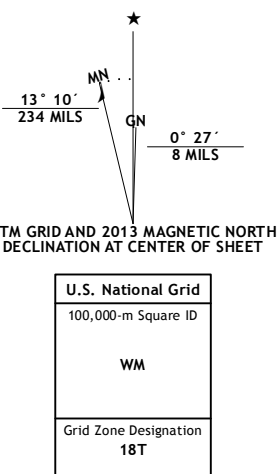 ★
MN
13° 10´
234 MILS
GN
0° 27´
8 MILS
TM GRID AND 2013 MAGNETIC NORTH
DECLINATION AT CENTER OF SHEET
U.S. National Grid
100,000-m Square ID
WM
Grid Zone Designation
18T